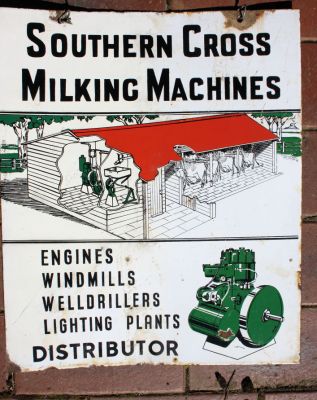 SOUTHERN CROSS
MILKING MACHINES
ENGINES
WINDMILLS
WELLDRILLERS
LIGHTING PLANTS
DISTRIBUTOR